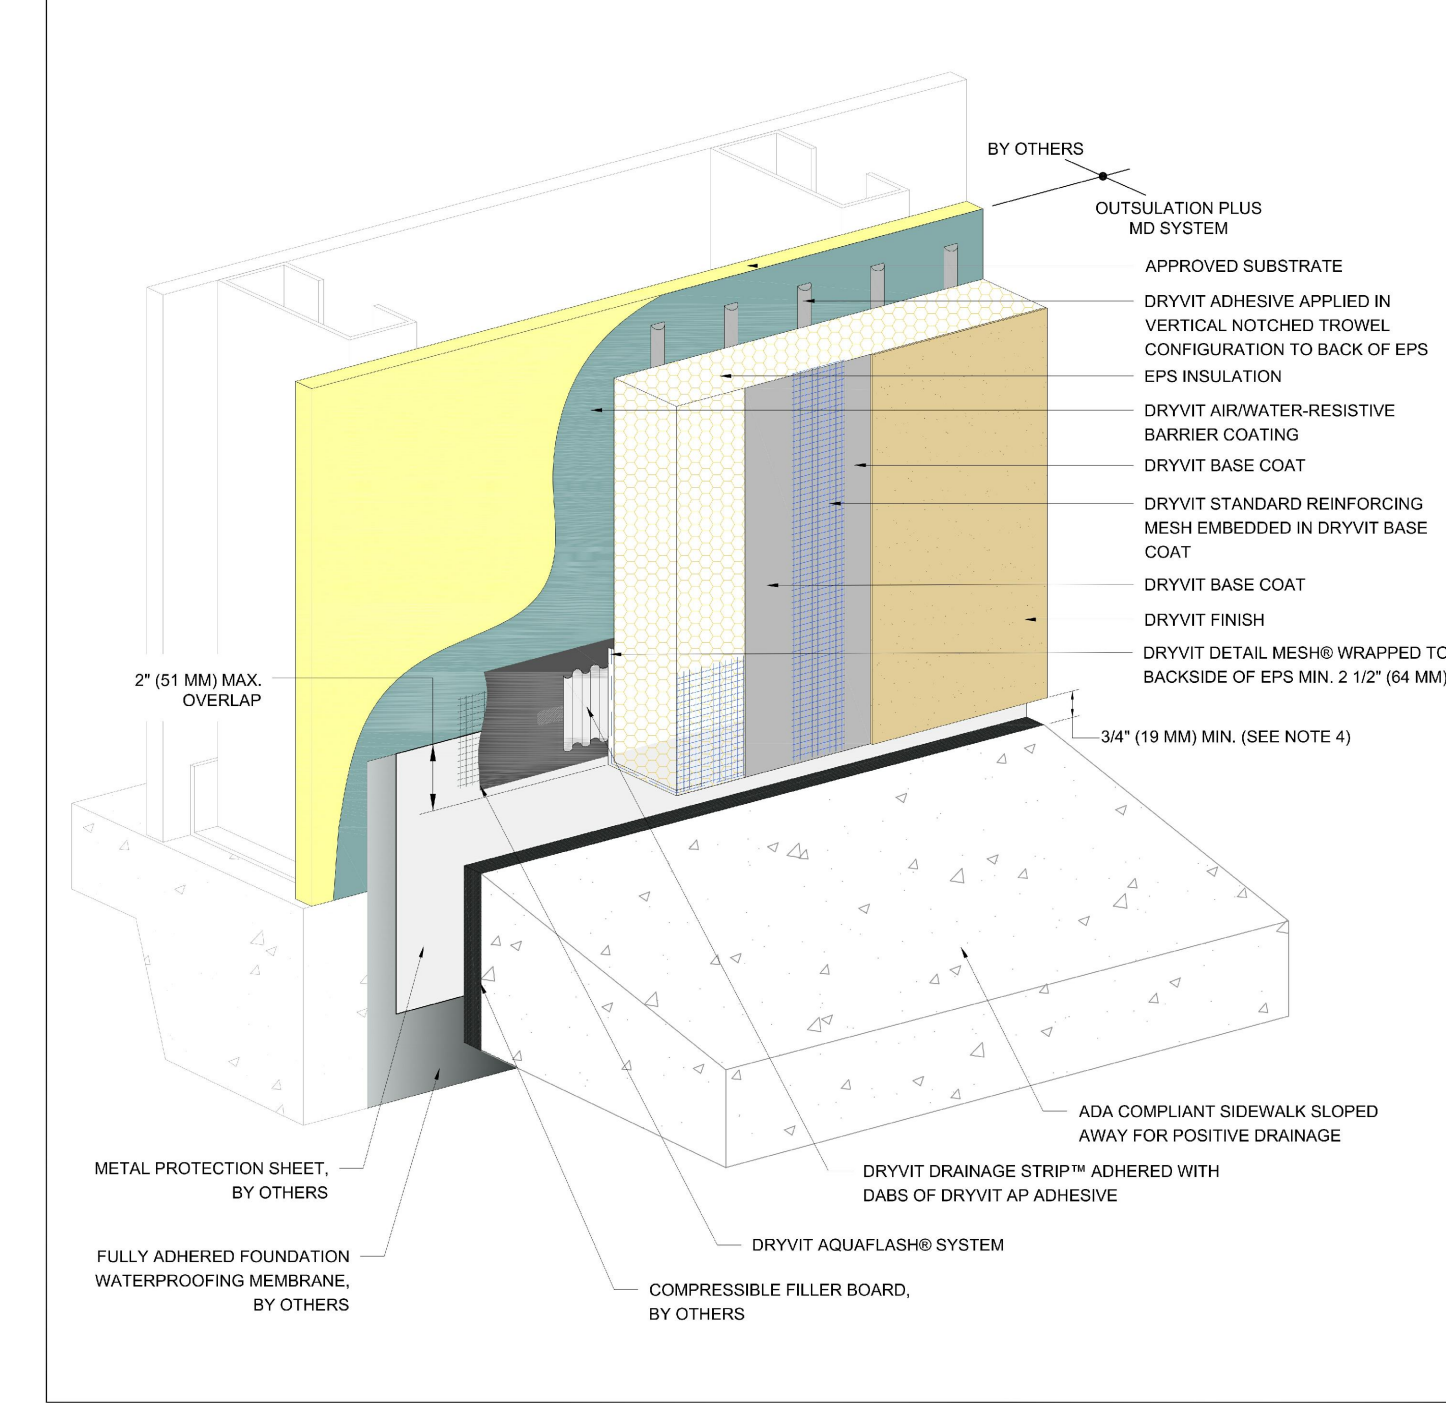 BY OTHERS
OUTSULATION PLUS
MD SYSTEM
APPROVED SUBSTRATE
DRYVIT ADHESIVE APPLIED IN
VERTICAL NOTCHED TROWEL
CONFIGURATION TO BACK OF EPS
EPS INSULATION
DRYVIT AIR/WATER-RESISTIVE
BARRIER COATING
DRYVIT BASE COAT
DRYVIT STANDARD REINFORCING
MESH EMBEDDED IN DRYVIT BASE
COAT
DRYVIT BASE COAT
DRYVIT FINISH
DRYVIT DETAIL MESH® WRAPPED TO
BACKSIDE OF EPS MIN. 2 1/2" (64 MM)
2" (51 MM) MAX.
OVERLAP
3/4" (19 MM) MIN. (SEE NOTE 4)
ADA COMPLIANT SIDEWALK SLOPED
AWAY FOR POSITIVE DRAINAGE
METAL PROTECTION SHEET,
BY OTHERS
DRYVIT DRAINAGE STRIP™ ADHERED WITH
DABS OF DRYVIT AP ADHESIVE
DRYVIT AQUAFLASH® SYSTEM
FULLY ADHERED FOUNDATION
WATERPROOFING MEMBRANE,
BY OTHERS
COMPRESSIBLE FILLER BOARD,
BY OTHERS